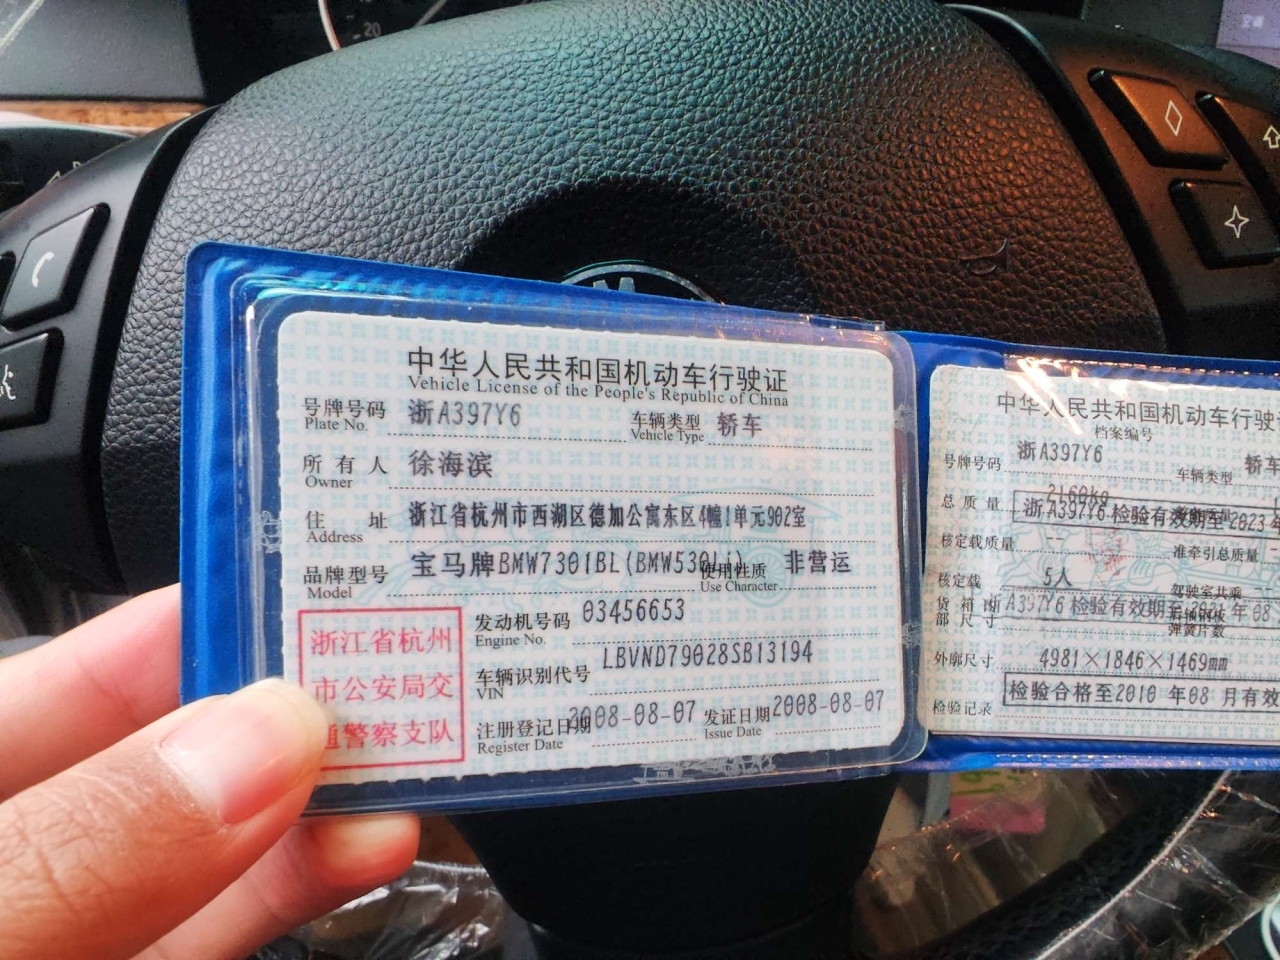 20
中华人民共和国机动车行驶证
Vehicle License of the People's Republic of China
号牌号码 浙A397Y6 车辆类型 轿车
Plate No. Vehicle Type
所有人 徐海滨
Owner
住址 浙江省杭州市西湖区德加公寓东区4幢1单元902室
Address
品牌型号 宝马牌BMW7301BL(BMW530Li) 使用性质 非营运
Model Use Character
浙江省杭州
市公安局交
通警察支队
发动机号码 03456653
Engine No.
车辆识别代号 LBVND79028SB13194
VIN
注册登记日期 2008-08-07 发证日期 2008-08-07
Register Date Issue Date
中华人民共和国机动车行驶
档案编号
号牌号码 浙A397Y6 车辆类型 轿车
总质量 2160kg
浙A397Y6 检验有效期至2023
核定载质量 -- 准牵引总质量
核定载 5人 驾驶室共乘 --
货箱
部尺寸
A397Y6 检验有效期至 年08
后轴钢板
弹簧片数
外廓尺寸 4981×1846×1469mm
检验记录 检验合格至2010 年08 月有效